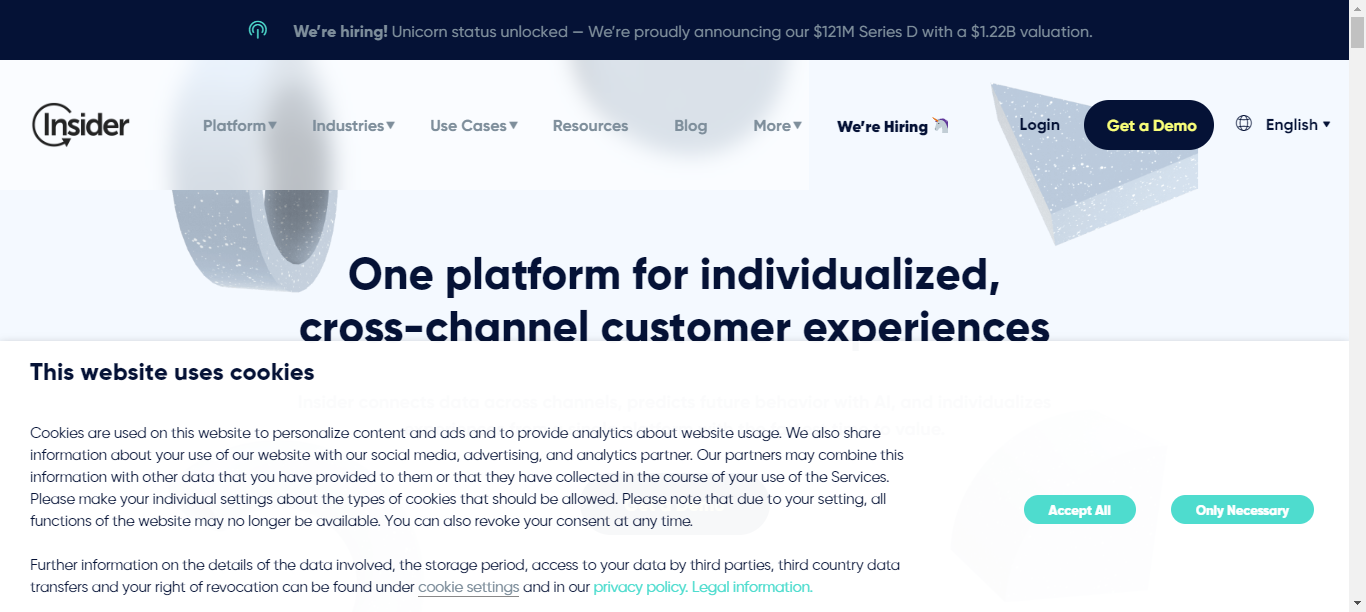 We're hiring! Unicorn status unlocked — We're proudly announcing our $121M Series D with a $1.22B valuation.
Insider
Platform▼ Industries▼ Use Cases▼ Resources Blog More▼ We're Hiring 🦄 Login Get a Demo English ▼
One platform for individualized,
cross-channel customer experiences
This website uses cookies
Insider connects data across channels, predicts future behavior with AI, and individualizes
Cookies are used on this website to personalize content and ads and to provide analytics about website usage. We also share
information about your use of our website with our social media, advertising, and analytics partner. Our partners may combine this
information with other data that you have provided to them or that they have collected in the course of your use of the Services.
Please make your individual settings about the types of cookies that should be allowed. Please note that due to your setting, all
functions of the website may no longer be available. You can also revoke your consent at any time.
Get a Demo
Accept All Only Necessary
Further information on the details of the data involved, the storage period, access to your data by third parties, third country data
transfers and your right of revocation can be found under cookie settings and in our privacy policy. Legal information.